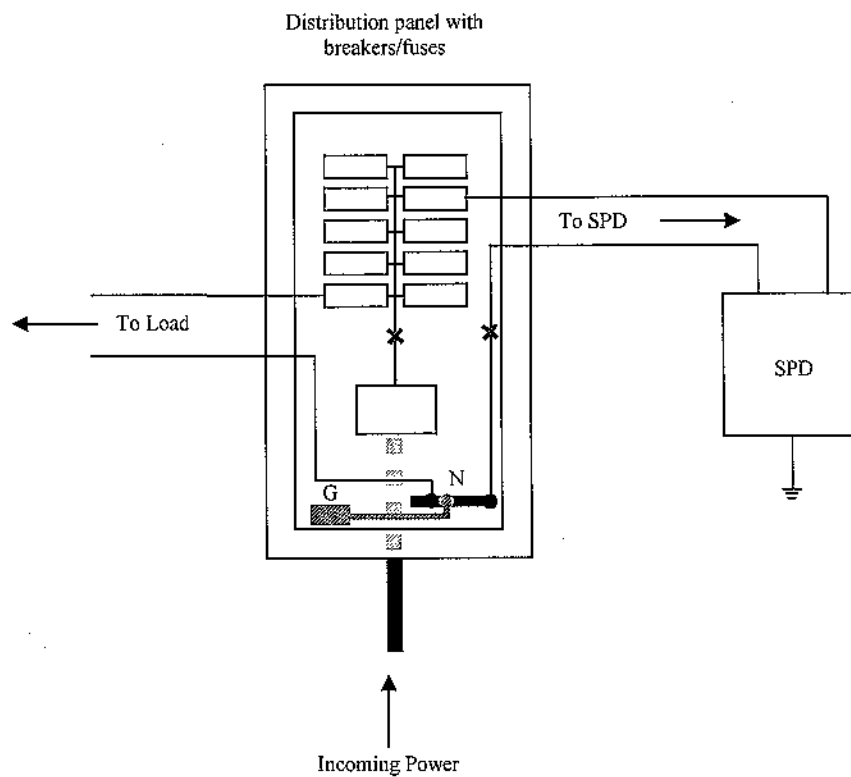 Distribution panel with
breakers/fuses
To SPD
To Load
SPD
N
G
Incoming Power